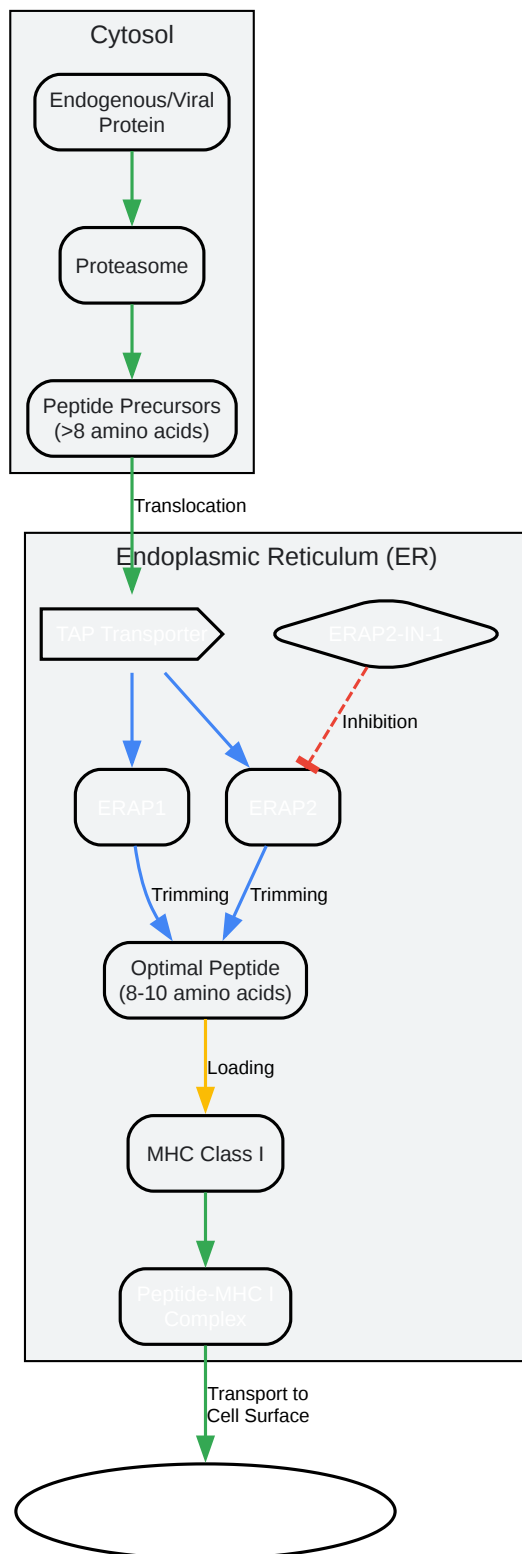 Cytosol
Endogenous/Viral
Protein
Proteasome
Peptide Precursors
(>8 amino acids)
Translocation
Endoplasmic Reticulum (ER)
TAP Transporter
ERAP2-IN-1
Inhibition
ERAP1
ERAP2
Trimming
Trimming
Optimal Peptide
(8-10 amino acids)
Loading
MHC Class I
Peptide-MHC I
Complex
Transport to
Cell Surface